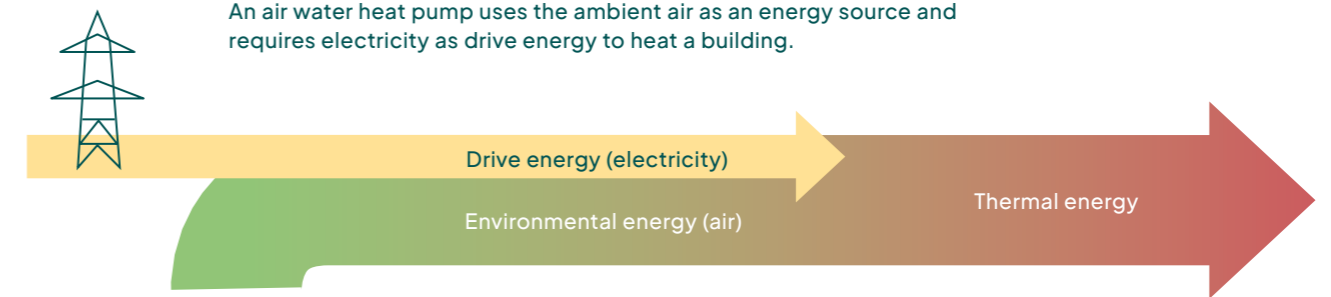 An air water heat pump uses the ambient air as an energy source and
requires electricity as drive energy to heat a building.
Drive energy (electricity)
Environmental energy (air)
Thermal energy